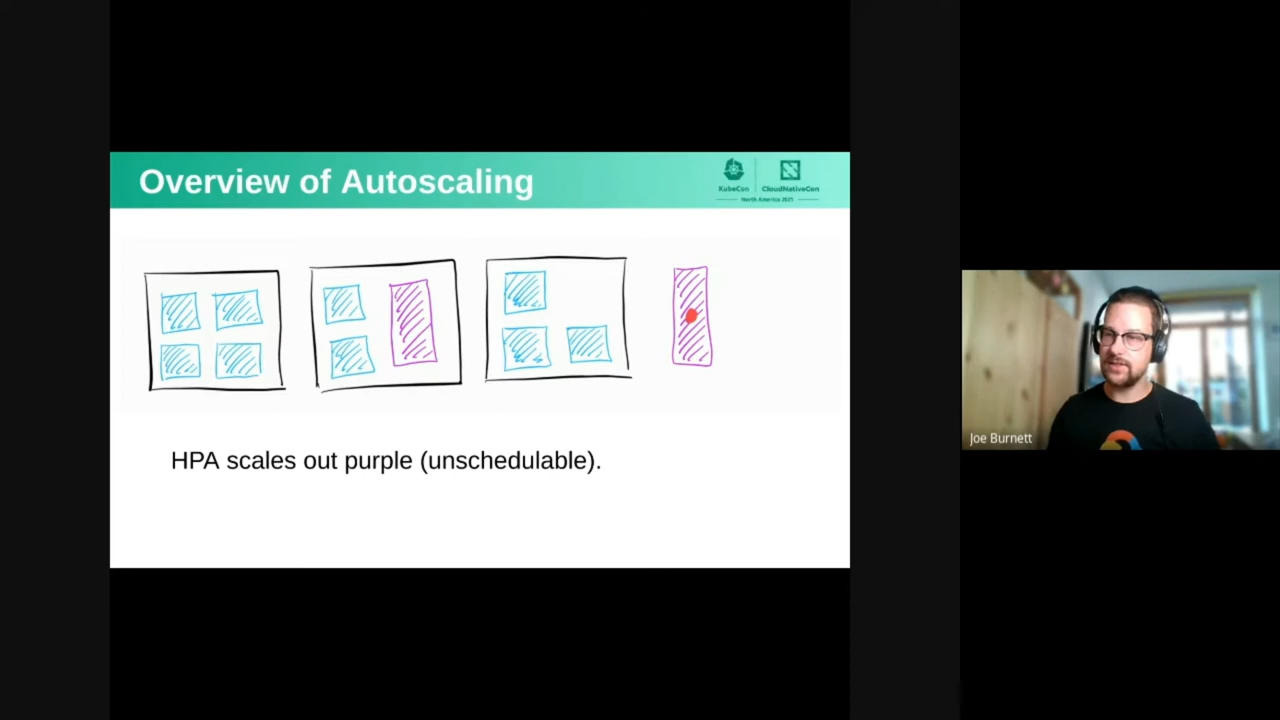 Overview of Autoscaling
KubeCon
CloudNativeCon
North America 2021
HPA scales out purple (unschedulable).
Joe Burnett